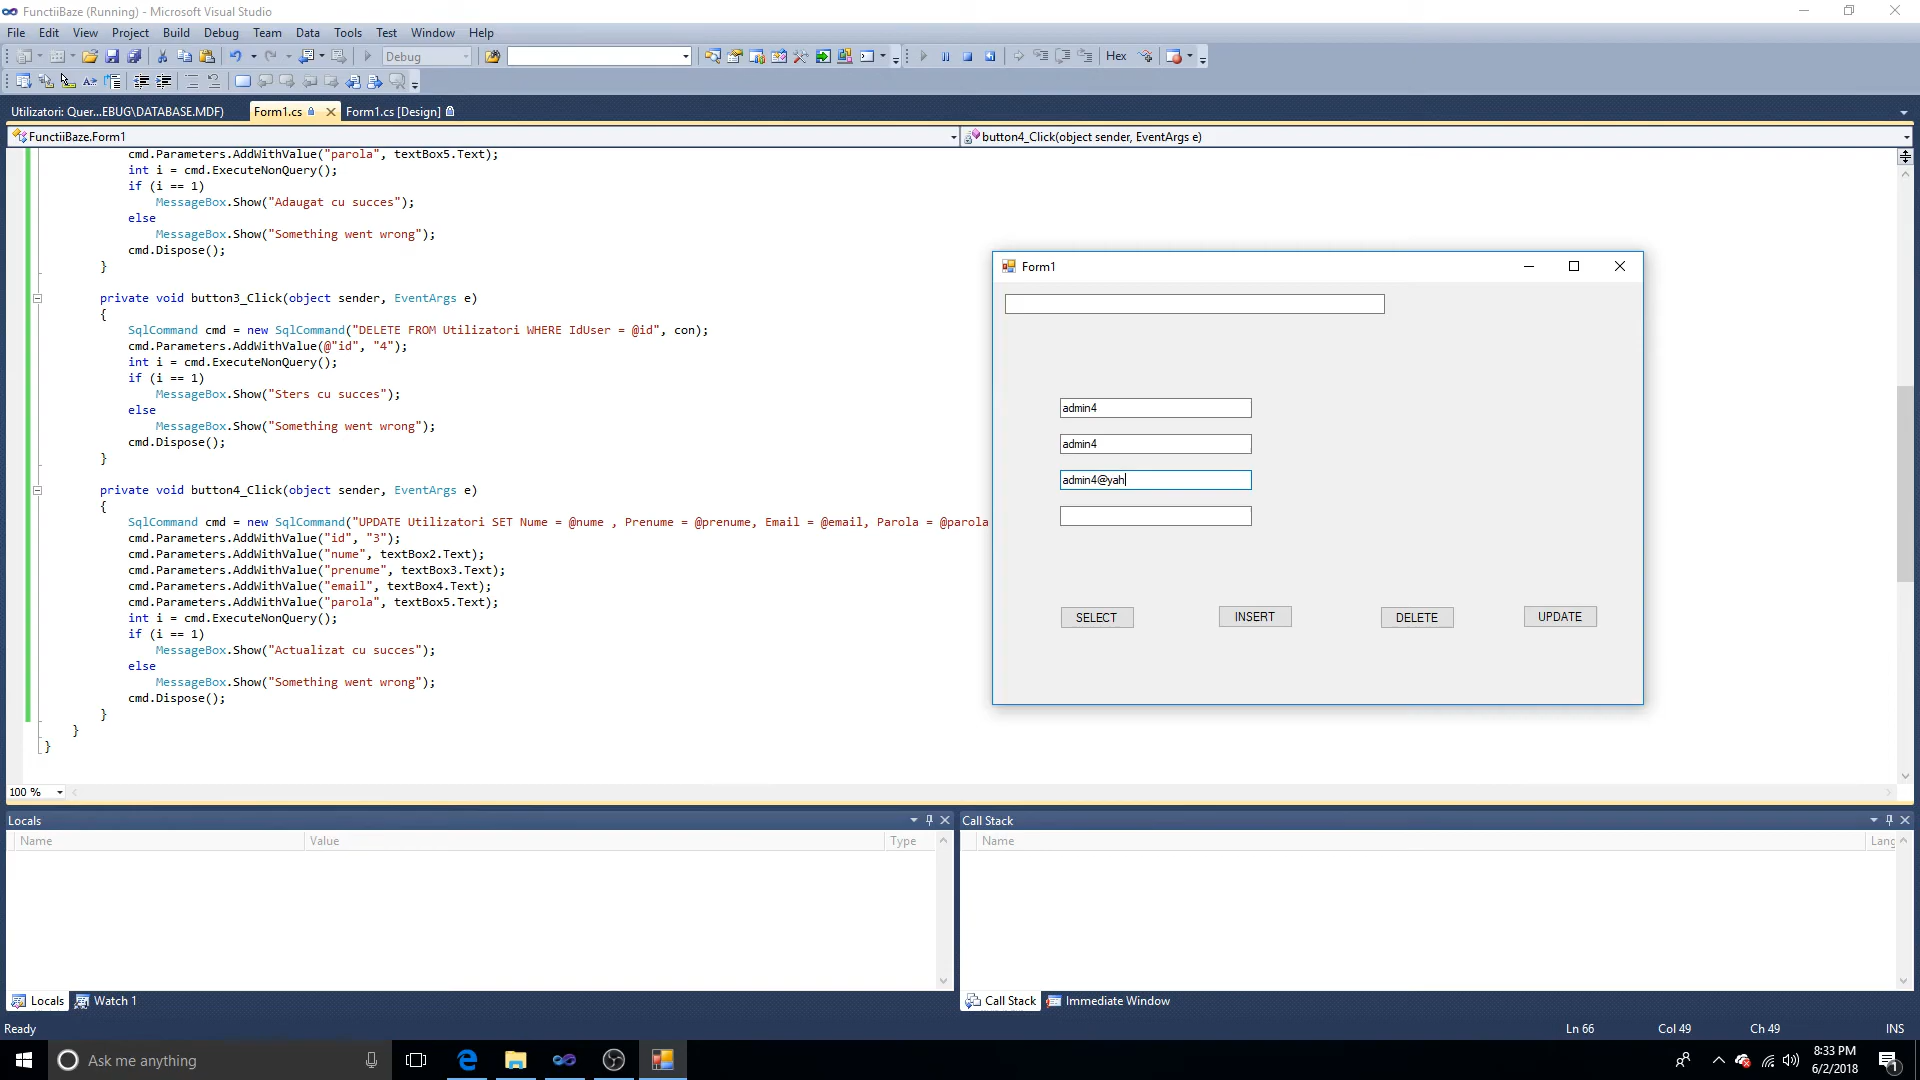 FunctiiBaze (Running) - Microsoft Visual Studio
File Edit View Project Build Debug Team Data Tools Test Window Help
Debug
Hex
Utilizatori: Quer...EBUG\DATABASE.MDF) Form1.cs Form1.cs [Design]
FunctiiBaze.Form1 button4_Click(object sender, EventArgs e)
cmd.Parameters.AddWithValue("parola", textBox5.Text);
int i = cmd.ExecuteNonQuery();
if (i == 1)
MessageBox.Show("Adaugat cu succes");
else
MessageBox.Show("Something went wrong");
cmd.Dispose();
}
private void button3_Click(object sender, EventArgs e)
{
SqlCommand cmd = new SqlCommand("DELETE FROM Utilizatori WHERE IdUser = @id", con);
cmd.Parameters.AddWithValue(@"id", "4");
int i = cmd.ExecuteNonQuery();
if (i == 1)
MessageBox.Show("Sters cu succes");
else
MessageBox.Show("Something went wrong");
cmd.Dispose();
}
private void button4_Click(object sender, EventArgs e)
{
SqlCommand cmd = new SqlCommand("UPDATE Utilizatori SET Nume = @nume , Prenume = @prenume, Email = @email, Parola = @parola
cmd.Parameters.AddWithValue("id", "3");
cmd.Parameters.AddWithValue("nume", textBox2.Text);
cmd.Parameters.AddWithValue("prenume", textBox3.Text);
cmd.Parameters.AddWithValue("email", textBox4.Text);
cmd.Parameters.AddWithValue("parola", textBox5.Text);
int i = cmd.ExecuteNonQuery();
if (i == 1)
MessageBox.Show("Actualizat cu succes");
else
MessageBox.Show("Something went wrong");
cmd.Dispose();
}
}
}
Form1
admin4
admin4
admin4@yah
SELECT INSERT DELETE UPDATE
100 %
Locals
Name Value Type
Call Stack
Name Lang
Locals Watch 1
Call Stack Immediate Window
Ready Ln 66 Col 49 Ch 49 INS
Ask me anything
8:33 PM
6/2/2018
1